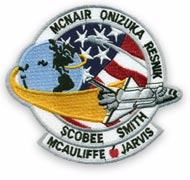 MCNAIR ONIZUKA RESNIK
SCOBEE SMITH
MCAULIFFE JARVIS